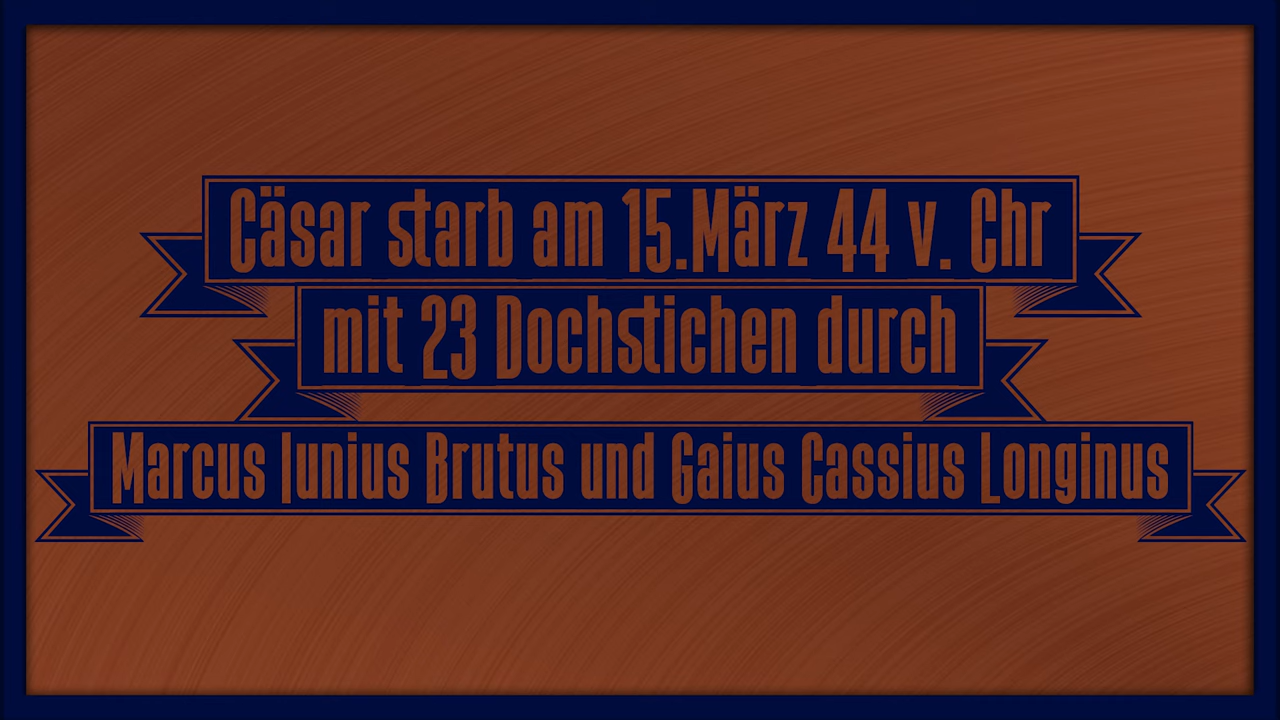 Cäsar starb am 15.März 44 v. Chr
mit 23 Dochstichen durch
Marcus Iunius Brutus und Gaius Cassius Longinus